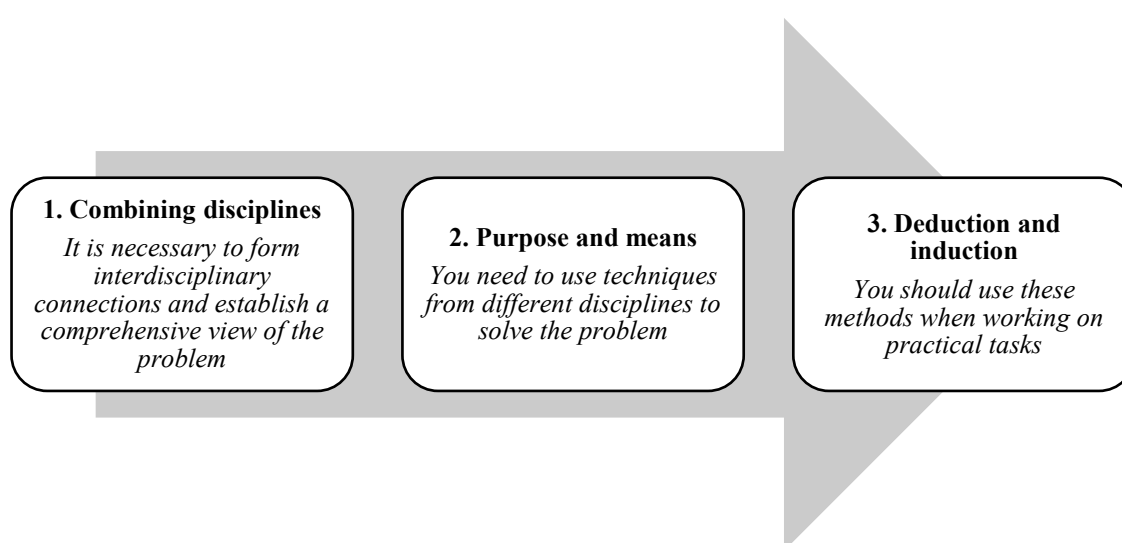 1. Combining disciplines
It is necessary to form
interdisciplinary
connections and establish a
comprehensive view of the
problem
2. Purpose and means
You need to use techniques
from different disciplines to
solve the problem
3. Deduction and
induction
You should use these
methods when working on
practical tasks